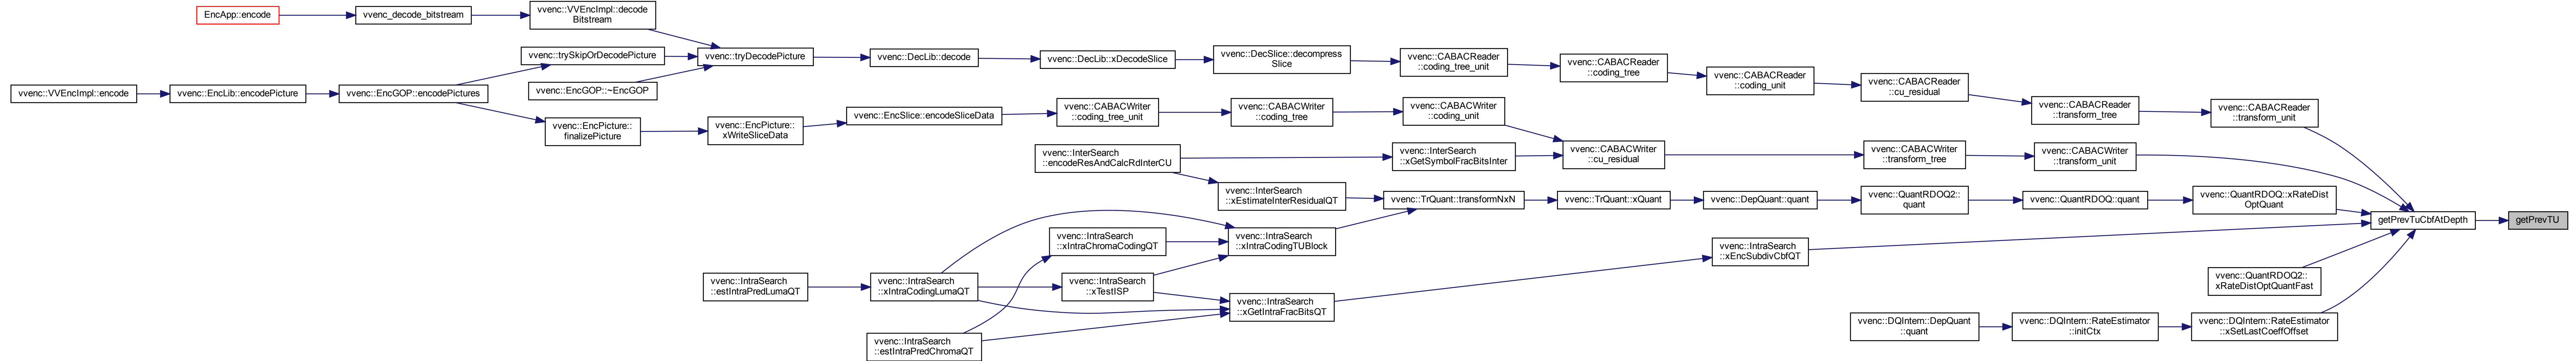 EncApp::encode
vvenc_decode_bitstream
vvenc::VVEncImpl::decode
Bitstream
vvenc::trySkipOrDecodePicture
vvenc::tryDecodePicture
vvenc::DecLib::decode
vvenc::DecLib::xDecodeSlice
vvenc::DecSlice::decompress
Slice
vvenc::CABACReader
::coding_tree_unit
vvenc::CABACReader
::coding_tree
vvenc::CABACReader
::coding_unit
vvenc::CABACReader
::cu_residual
vvenc::CABACReader
::transform_tree
vvenc::CABACReader
::transform_unit
vvenc::VVEncImpl::encode
vvenc::EncLib::encodePicture
vvenc::EncGOP::encodePictures
vvenc::EncGOP::~EncGOP
vvenc::EncPicture::
finalizePicture
vvenc::EncPicture::
xWriteSliceData
vvenc::EncSlice::encodeSliceData
vvenc::CABACWriter
::coding_tree_unit
vvenc::CABACWriter
::coding_tree
vvenc::CABACWriter
::coding_unit
vvenc::InterSearch
::encodeResAndCalcRdInterCU
vvenc::InterSearch
::xGetSymbolFracBitsInter
vvenc::CABACWriter
::cu_residual
vvenc::CABACWriter
::transform_tree
vvenc::CABACWriter
::transform_unit
vvenc::InterSearch
::xEstimateInterResidualQT
vvenc::TrQuant::transformNxN
vvenc::TrQuant::xQuant
vvenc::DepQuant::quant
vvenc::QuantRDOQ2::
quant
vvenc::QuantRDOQ::quant
vvenc::QuantRDOQ::xRateDist
OptQuant
getPrevTuCbfAtDepth
getPrevTU
vvenc::IntraSearch
::xIntraChromaCodingQT
vvenc::IntraSearch
::xIntraCodingTUBlock
vvenc::IntraSearch
::xEncSubdivCbfQT
vvenc::IntraSearch
::estIntraPredLumaQT
vvenc::IntraSearch
::xIntraCodingLumaQT
vvenc::IntraSearch
::xTestISP
vvenc::IntraSearch
::xGetIntraFracBitsQT
vvenc::QuantRDOQ2::
xRateDistOptQuantFast
vvenc::IntraSearch
::estIntraPredChromaQT
vvenc::DQIntern::DepQuant
::quant
vvenc::DQIntern::RateEstimator
::initCtx
vvenc::DQIntern::RateEstimator
::xSetLastCoeffOffset